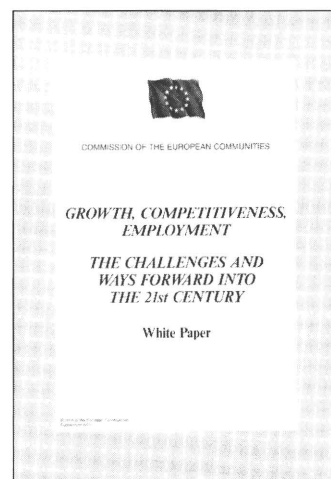 COMMISSION OF THE EUROPEAN COMMUNITIES
GROWTH, COMPETITIVENESS,
EMPLOYMENT
THE CHALLENGES AND
WAYS FORWARD INTO
THE 21st CENTURY
White Paper